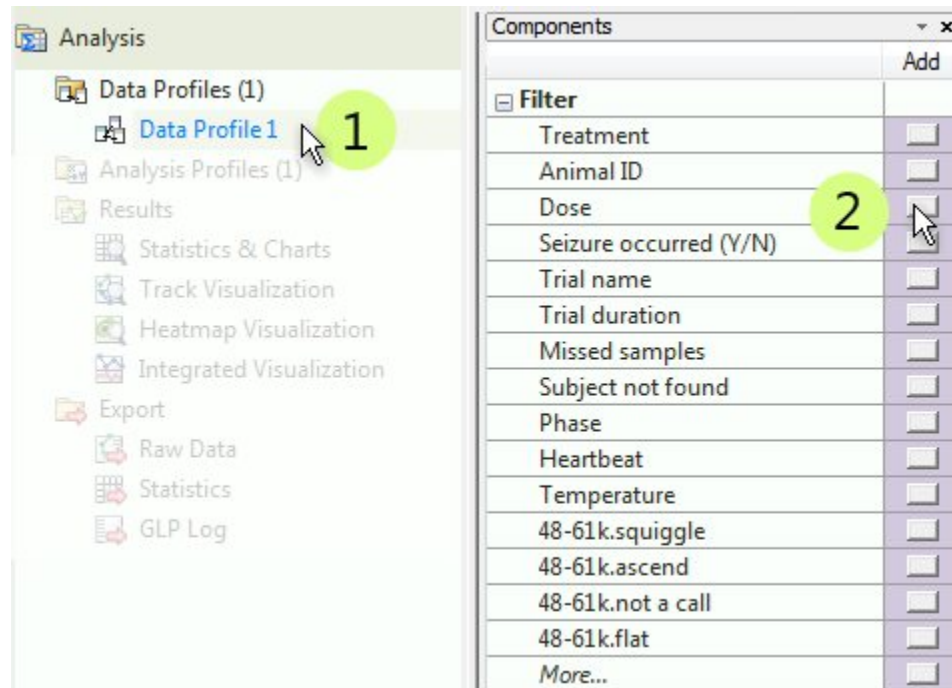 Analysis
Data Profiles (1)
Data Profile 1
1
Analysis Profiles (1)
Results
Statistics & Charts
Track Visualization
Heatmap Visualization
Integrated Visualization
Export
Raw Data
Statistics
GLP Log
Components
Add
Filter
Treatment
Animal ID
Dose
2
Seizure occurred (Y/N)
Trial name
Trial duration
Missed samples
Subject not found
Phase
Heartbeat
Temperature
48-61k.squiggle
48-61k.ascend
48-61k.not a call
48-61k.flat
More...